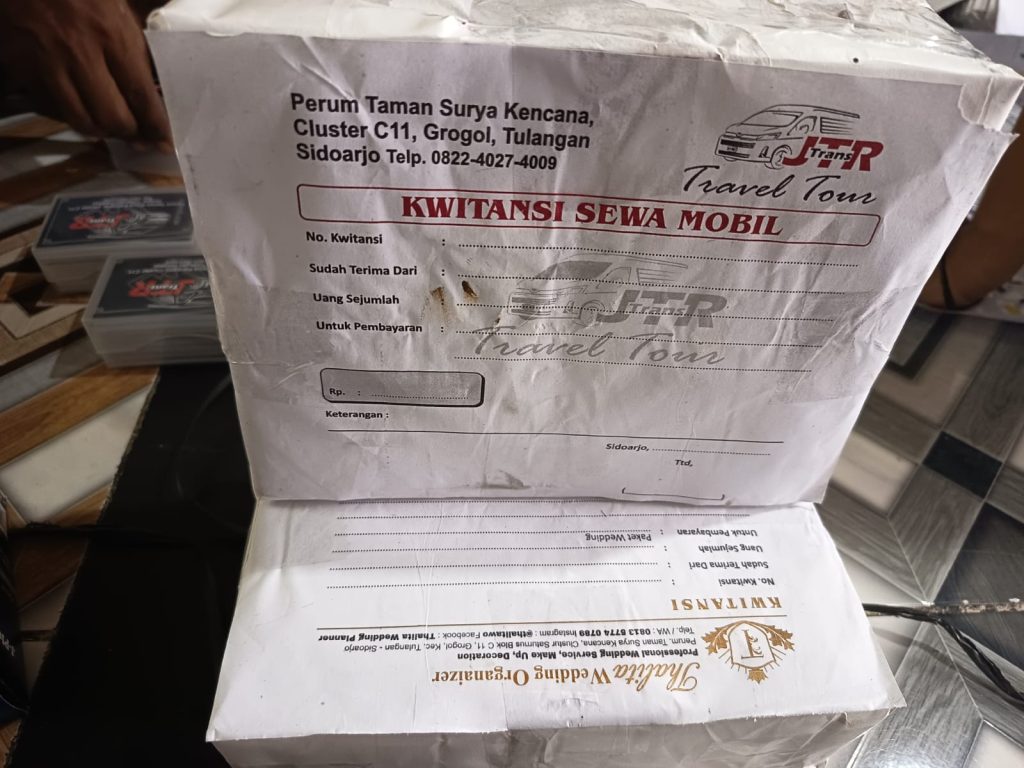 Perum Taman Surya Kencana,
Cluster C11, Grogol, Tulangan
Sidoarjo Telp. 0822-4027-4009
JTR Trans
Travel Tour
KWITANSI SEWA MOBIL
No. Kwitansi :
Sudah Terima Dari :
Uang Sejumlah :
Untuk Pembayaran :
JTR Trans
Travel Tour
Rp. :
Keterangan :
Sidoarjo,
Ttd,
Thalita Wedding Organaizer
Professional Wedding Service, Make Up, Decoration
Perum. Taman Surya Kencana, Clustur Saturnus Blok C 11, Grogol, Kec. Tulangan - Sidoarjo
Telp. / WA : 0813 5774 0789 Instagram : @thalitawo Facebook : Thalita Wedding Planner
KWITANSI
No. Kwitansi :
Sudah Terima Dari :
Uang Sejumlah :
Untuk Pembayaran : Paket Wedding